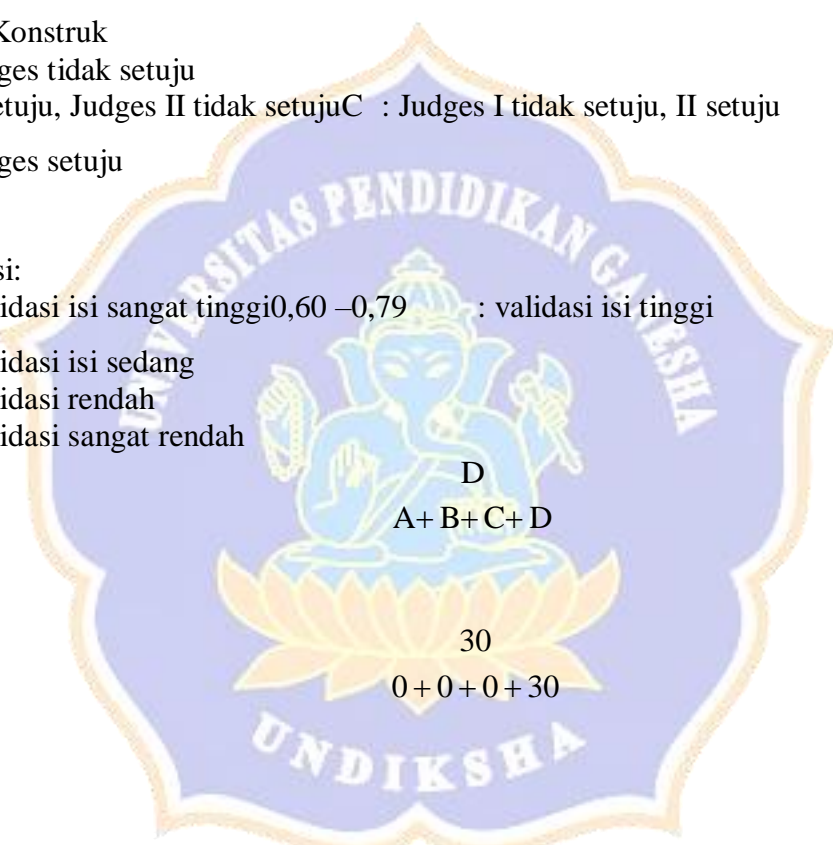 Konstruk
ges tidak setuju
etuju, Judges II tidak setujuC : Judges I tidak setuju, II setuju
ges setuju
UNIVERSITAS PENDIDIKAN GANESHA
si:
idasi isi sangat tinggi0,60 –0,79 : validasi isi tinggi
idasi isi sedang
idasi rendah
idasi sangat rendah
D
A+ B+ C+ D
30
0 + 0 + 0 + 30
UNDIKSHA